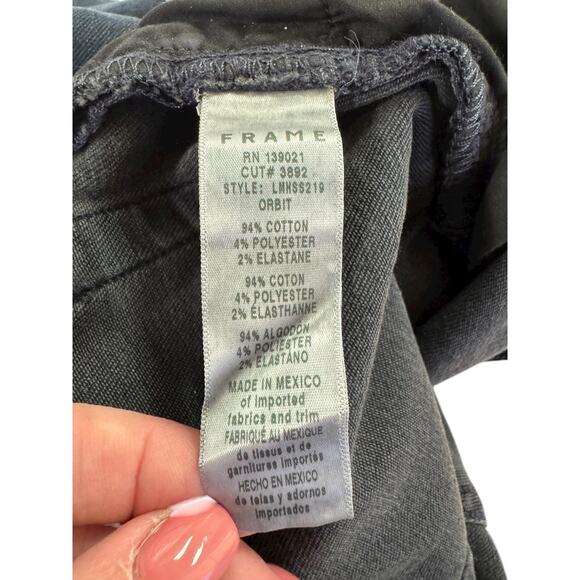 FRAME
RN 139021
CUT# 3892
STYLE: LMHSS219
ORBIT
94% COTTON
4% POLYESTER
2% ELASTANE
94% COTON
4% POLYESTER
2% ÉLASTHANNE
94% ALGODON
4% POLIESTER
2% ELASTANO
MADE IN MEXICO
of imported
fabrics and trim
FABRIQUÉ AU MEXIQUE
de tissus et de
garnitures importés
HECHO EN MEXICO
de telas y adornos
importados